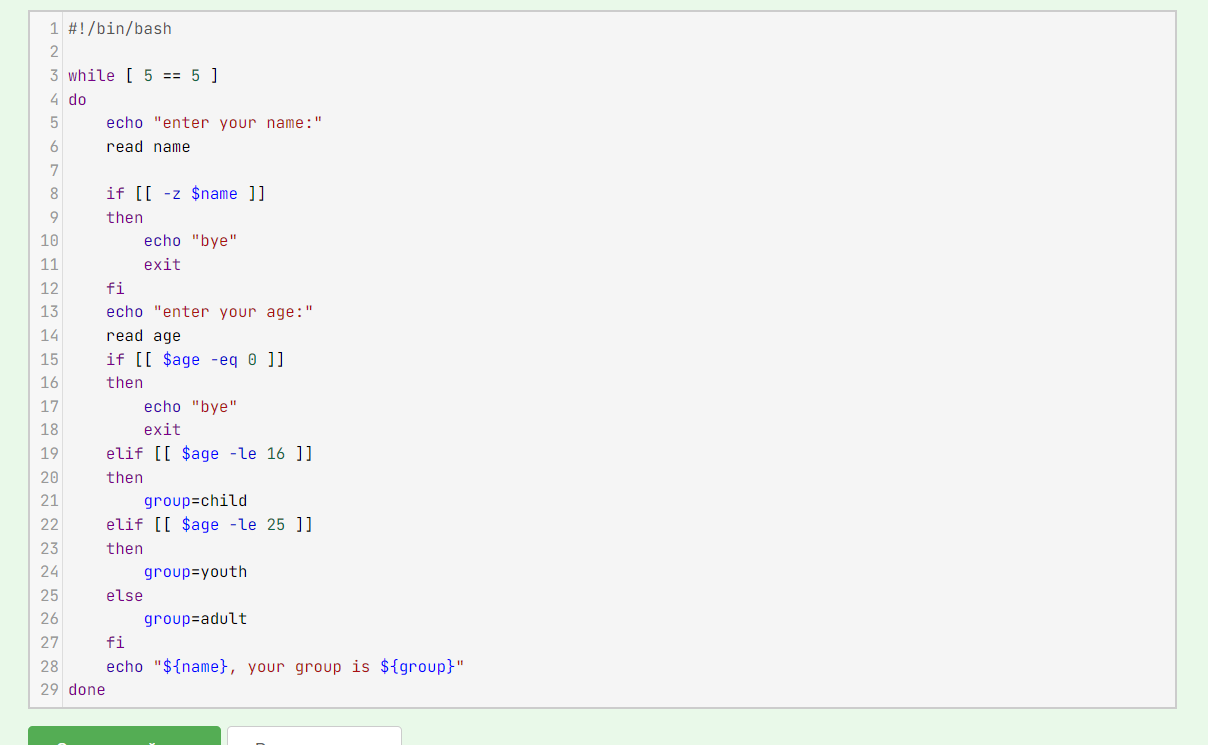 1 #!/bin/bash
2
3 while [ 5 == 5 ]
4 do
5     echo "enter your name:"
6     read name
7
8     if [[ -z $name ]]
9     then
10         echo "bye"
11         exit
12     fi
13     echo "enter your age:"
14     read age
15     if [[ $age -eq 0 ]]
16     then
17         echo "bye"
18         exit
19     elif [[ $age -le 16 ]]
20     then
21         group=child
22     elif [[ $age -le 25 ]]
23     then
24         group=youth
25     else
26         group=adult
27     fi
28     echo "${name}, your group is ${group}"
29 done